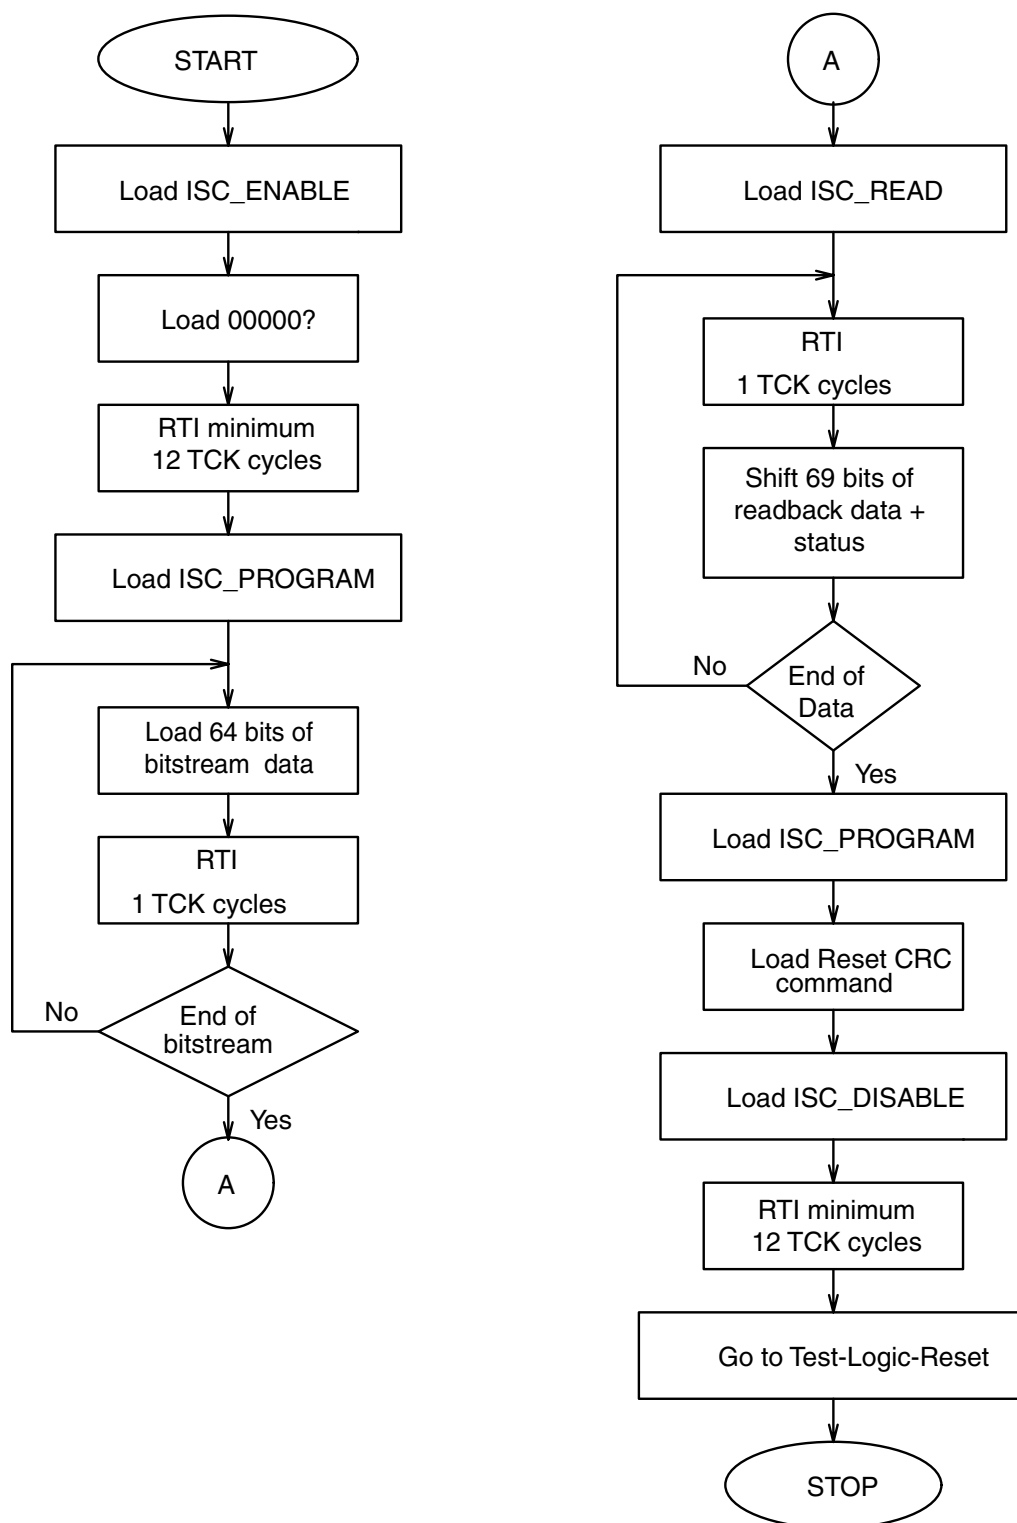 START
Load ISC_ENABLE
Load 00000?
RTI minimum
12 TCK cycles
Load ISC_PROGRAM
Load 64 bits of
bitstream data
RTI
1 TCK cycles
No
End of
bitstream
Yes
A
A
Load ISC_READ
RTI
1 TCK cycles
Shift 69 bits of
readback data +
status
No
End of
Data
Yes
Load ISC_PROGRAM
Load Reset CRC
command
Load ISC_DISABLE
RTI minimum
12 TCK cycles
Go to Test-Logic-Reset
STOP